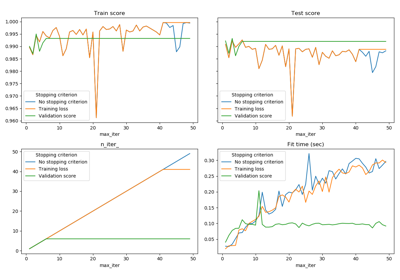 Train score
1.000
0.995
0.990
0.985
0.980
0.975
0.970
0.965
0.960
Stopping criterion
No stopping criterion
Training loss
Validation score
0 10 20 30 40 50
max_iter
Test score
Stopping criterion
No stopping criterion
Training loss
Validation score
0 10 20 30 40 50
max_iter
n_iter_
50
40
30
20
10
0
Stopping criterion
No stopping criterion
Training loss
Validation score
0 10 20 30 40 50
max_iter
Fit time (sec)
0.30
0.25
0.20
0.15
0.10
0.05
Stopping criterion
No stopping criterion
Training loss
Validation score
0 10 20 30 40 50
max_iter